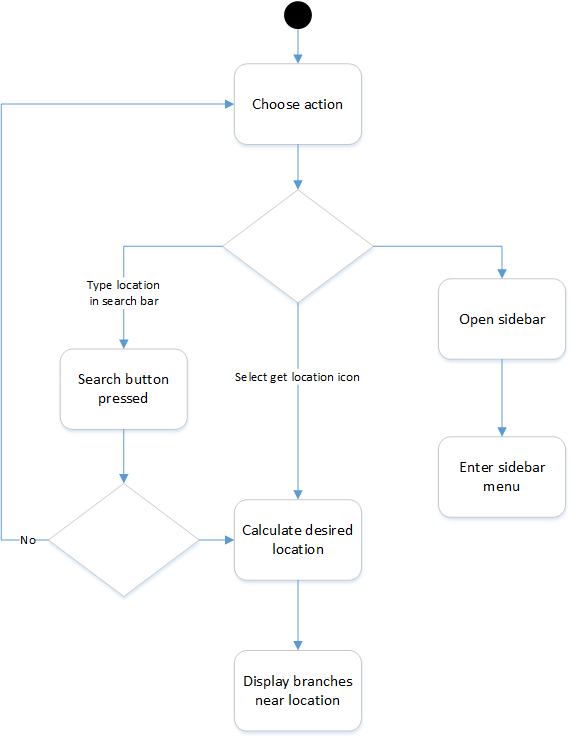 Choose action
Type location
in search bar
Open sidebar
Search button
pressed
Select get location icon
Enter sidebar
menu
No
Calculate desired
location
Display branches
near location